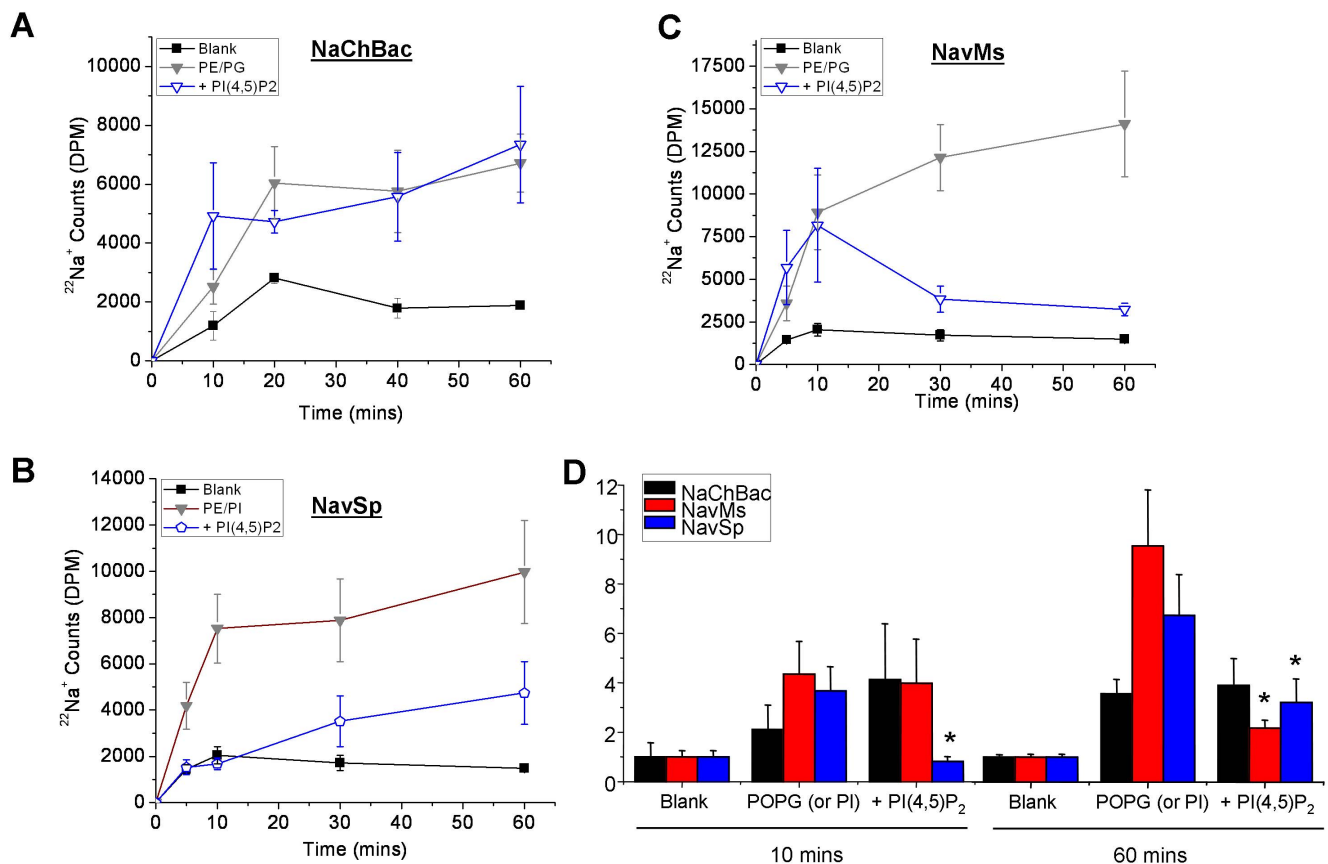 A
NaChBac
Blank
PE/PG
+ PI(4,5)P2
10000
8000
6000
4000
2000
0
²²Na⁺ Counts (DPM)
0 10 20 30 40 50 60
Time (mins)
C
NavMs
Blank
PE/PG
+ PI(4,5)P2
17500
15000
12500
10000
7500
5000
2500
0
²²Na⁺ Counts (DPM)
0 10 20 30 40 50 60
Time (mins)
B
NavSp
Blank
PE/PI
+ PI(4,5)P2
14000
12000
10000
8000
6000
4000
2000
0
²²Na⁺ Counts (DPM)
0 10 20 30 40 50 60
Time (mins)
D
NaChBac
NavMs
NavSp
12
10
8
6
4
2
0
* * *
Blank POPG (or PI) + PI(4,5)P₂ Blank POPG (or PI) + PI(4,5)P₂
10 mins 60 mins